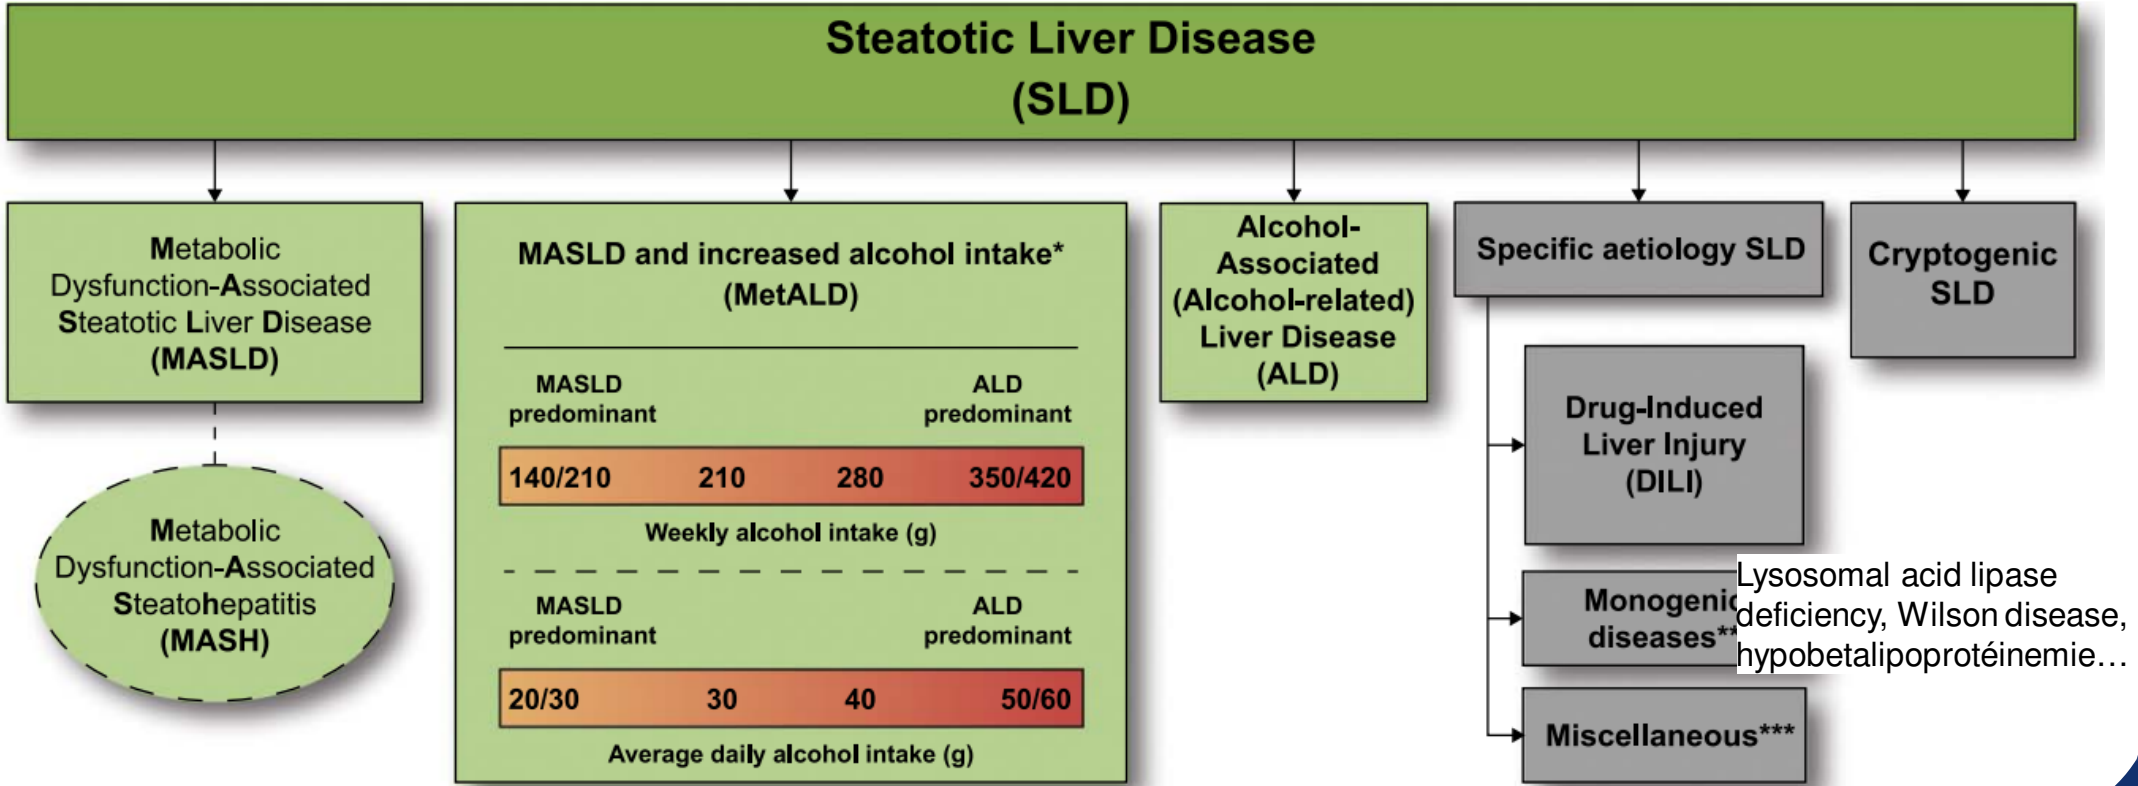 Steatotic Liver Disease
(SLD)
Metabolic
Dysfunction-Associated
Steatotic Liver Disease
(MASLD)
Metabolic
Dysfunction-Associated
Steatohepatitis
(MASH)
MASLD and increased alcohol intake*
(MetALD)
MASLD predominant
ALD predominant
140/210 210 280 350/420
Weekly alcohol intake (g)
MASLD predominant
ALD predominant
20/30 30 40 50/60
Average daily alcohol intake (g)
Alcohol-
Associated
(Alcohol-related)
Liver Disease
(ALD)
Specific aetiology SLD
Drug-Induced
Liver Injury
(DILI)
Monogenic
diseases**
Lysosomal acid lipase
deficiency, Wilson disease,
hypobetalipoprotéinemie…
Miscellaneous***
Cryptogenic
SLD